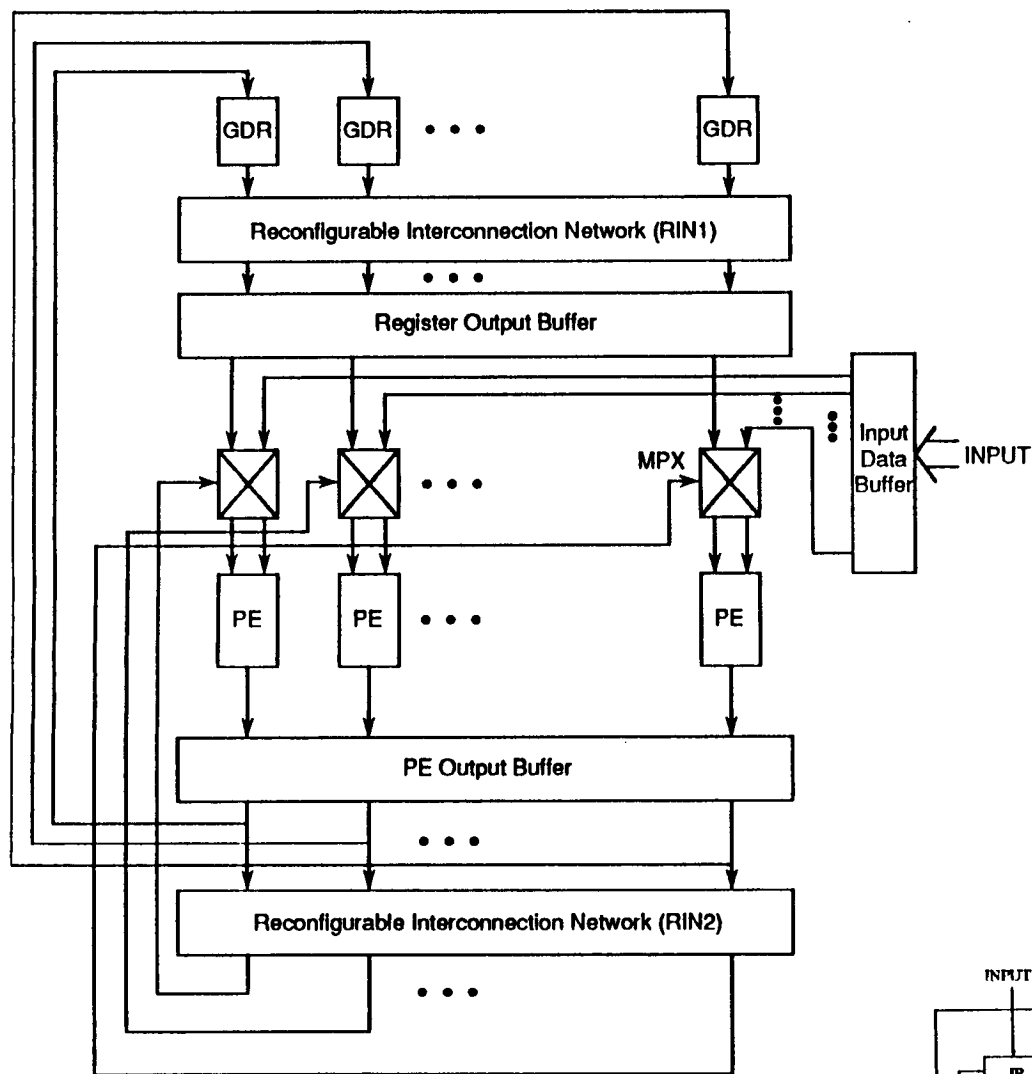 GDR GDR GDR
Reconfigurable Interconnection Network (RIN1)
Register Output Buffer
Input
Data
Buffer
INPUT
MPX
PE PE PE
PE Output Buffer
Reconfigurable Interconnection Network (RIN2)
INPUT